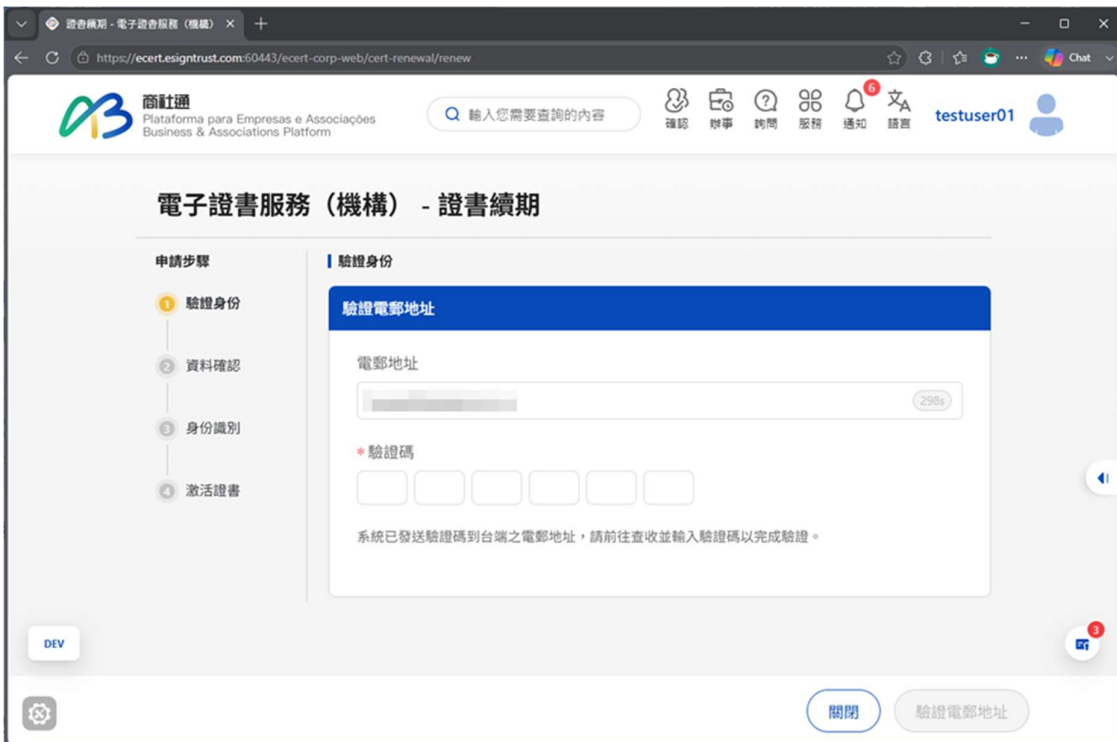 證書續期 - 電子證書服務（機構）
https://ecert.esigntrust.com:60443/ecert-corp-web/cert-renewal/renew
Chat
商社通
Plataforma para Empresas e Associações
Business & Associations Platform
輸入您需要查詢的內容
確認
辦事
詢問
服務
6
通知
語言
testuser01
電子證書服務（機構） - 證書續期
申請步驟
1 驗證身份
2 資料確認
3 身份識別
4 激活證書
驗證身份
驗證電郵地址
電郵地址
298s
*驗證碼
系統已發送驗證碼到台端之電郵地址，請前往查收並輸入驗證碼以完成驗證。
DEV
3
關閉
驗證電郵地址